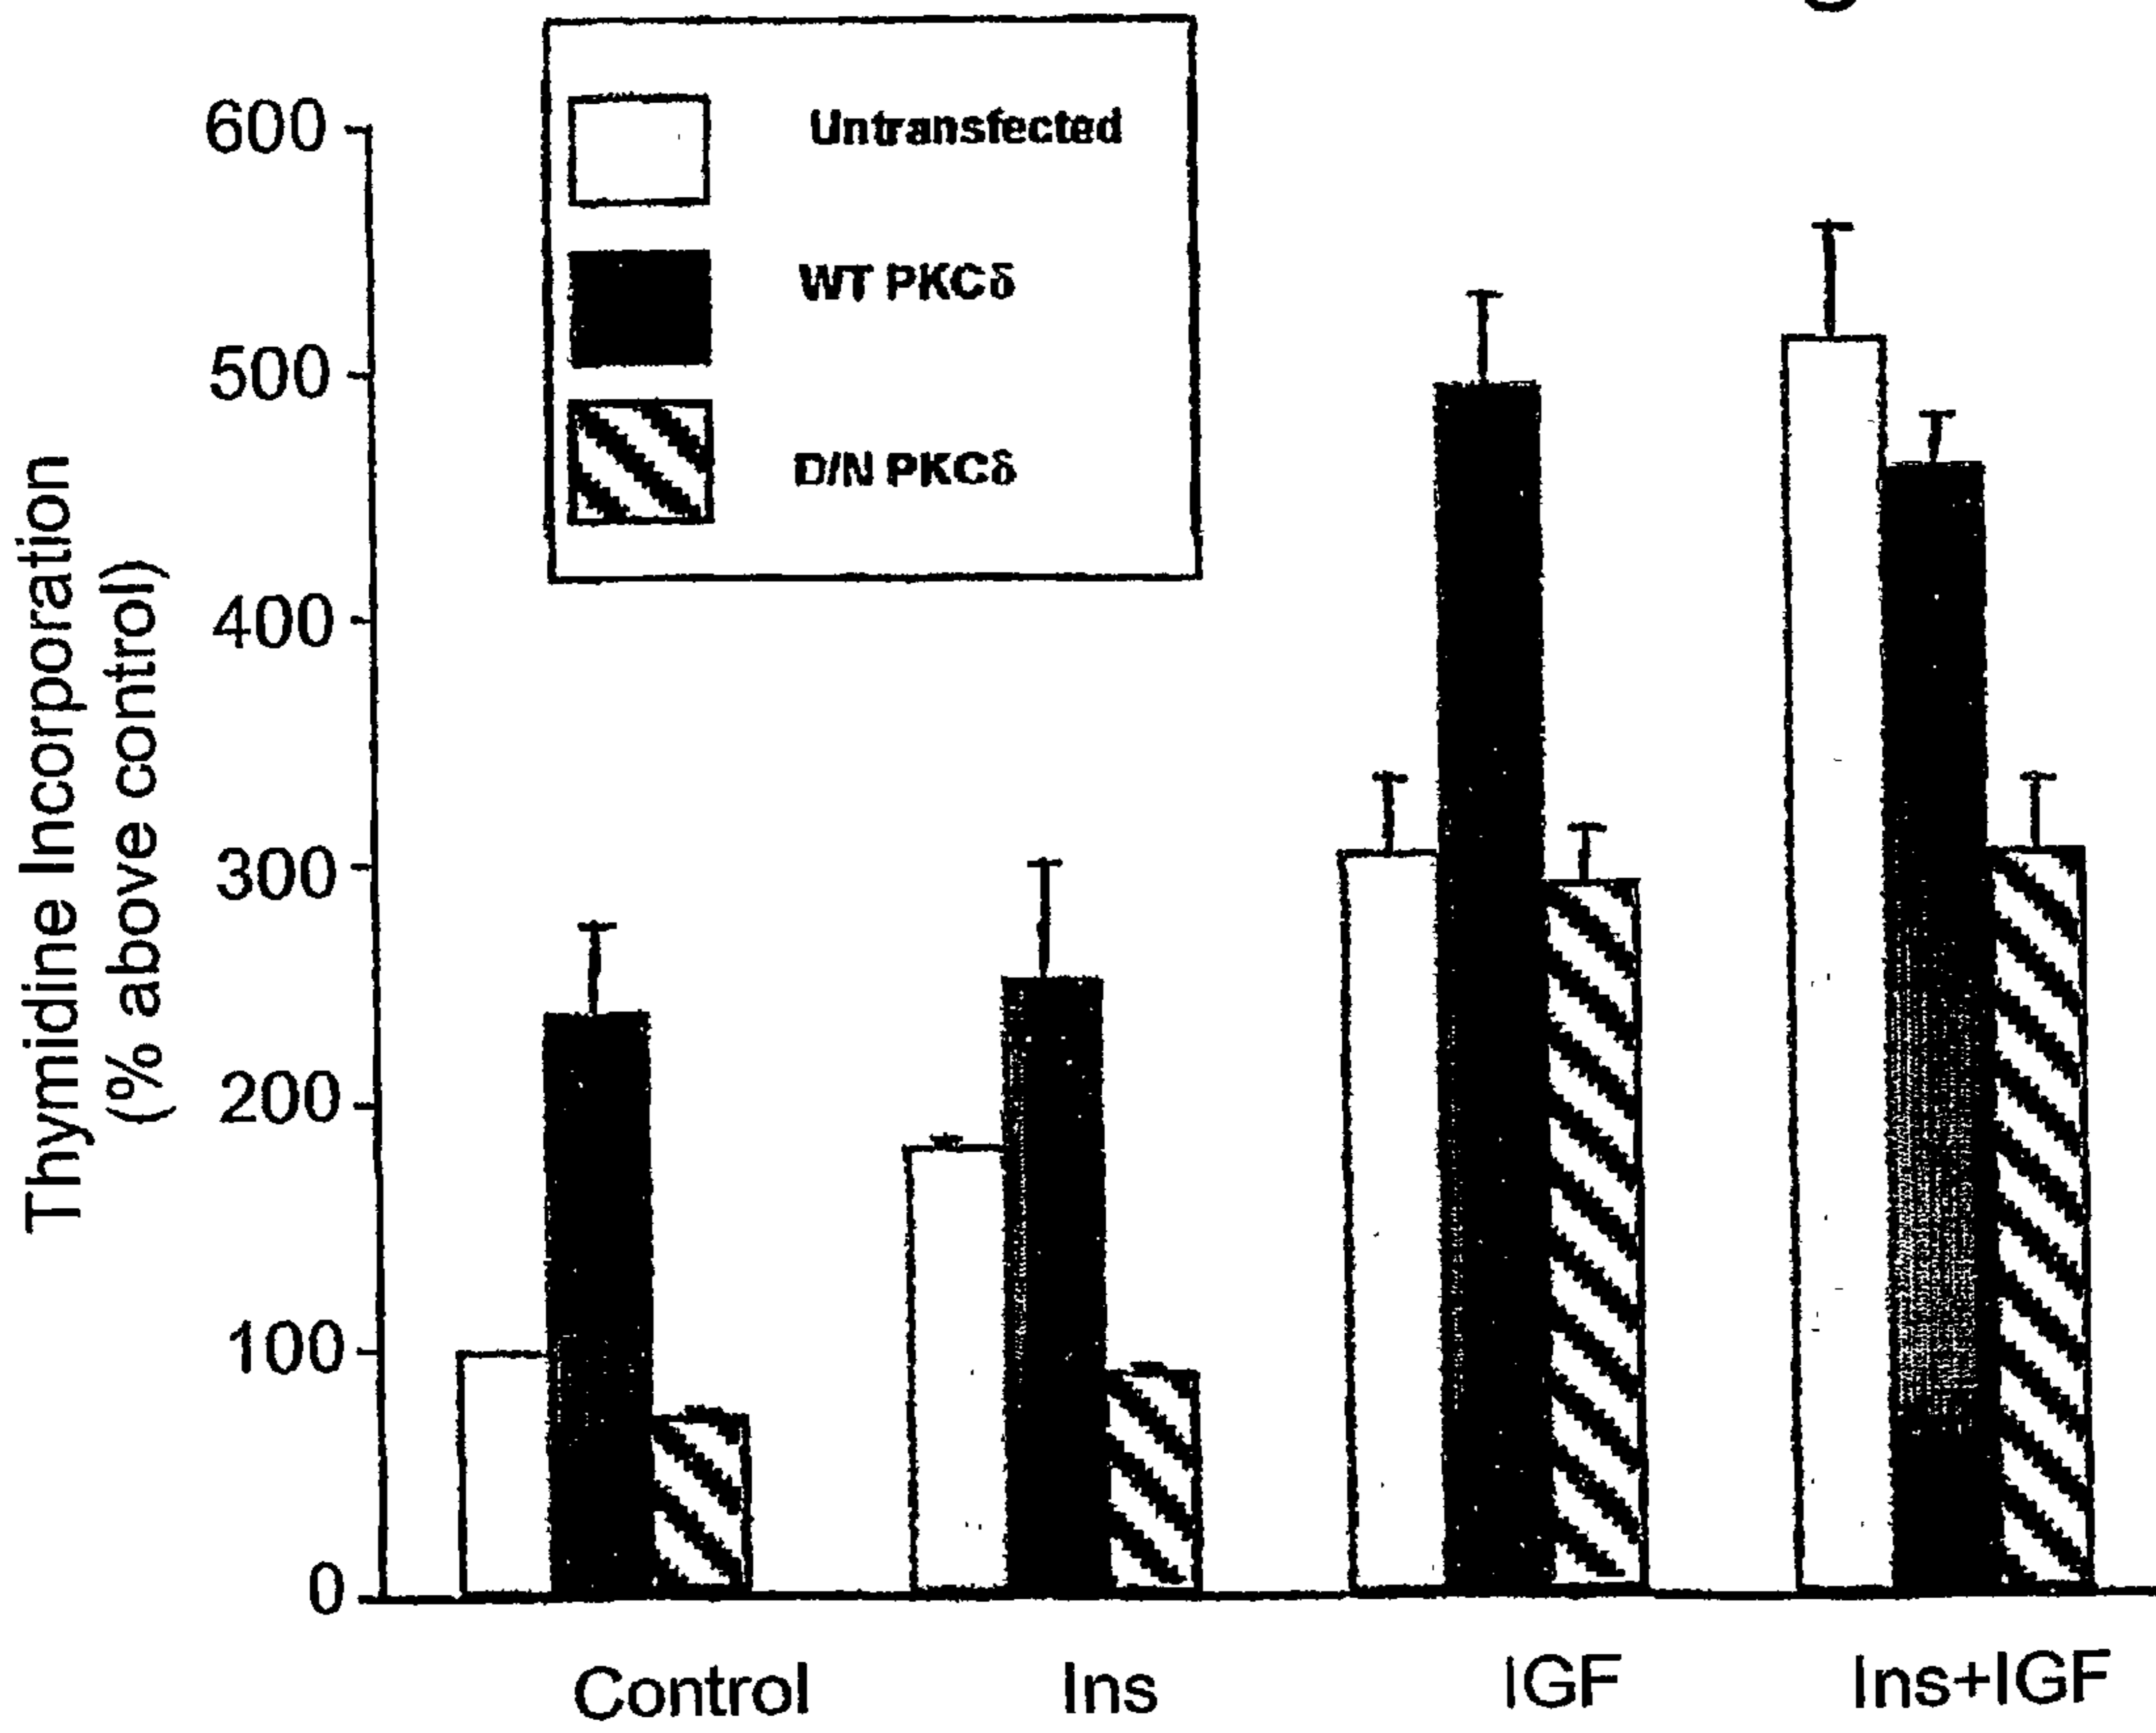 600
500
400
300
200
100
0
Thymidine Incorporation
(% above control)
Untransfected
WT PKCδ
D/N PKCδ
Control
Ins
IGF
Ins+IGF